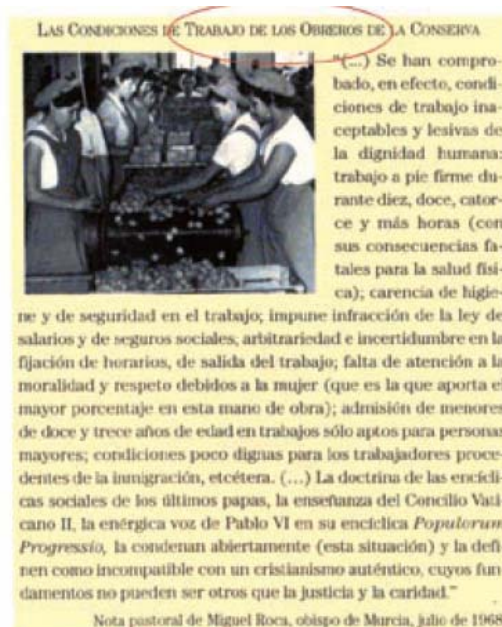 LAS CONDICIONES DE TRABAJO DE LOS OBREROS DE LA CONSERVA
"(...) Se han compro-
bado, en efecto, condi-
ciones de trabajo ina-
ceptables y lesivas de
la dignidad humana:
trabajo a pie firme du-
rante diez, doce, cator-
ce y más horas (con
sus consecuencias fa-
tales para la salud físi-
ca); carencia de higie-
ne y de seguridad en el trabajo; impune infracción de la ley de
salarios y de seguros sociales, arbitrariedad e incertidumbre en la
fijación de horarios, de salida del trabajo; falta de atención a la
moralidad y respeto debidos a la mujer (que es la que aporta e
mayor porcentaje en esta mano de obra); admisión de menores
de doce y trece años de edad en trabajos sólo aptos para personas
mayores; condiciones poco dignas para los trabajadores proce-
dentes de la inmigración, etcétera. (...) La doctrina de las encícli-
cas sociales de los últimos papas, la enseñanza del Concilio Vati
cano II, la enérgica voz de Pablo VI en su encíclica Populorum
Progressio, la condenan abiertamente (esta situación) y la defi-
nen como incompatible con un cristianismo auténtico, cuyos fun
damentos no pueden ser otros que la justicia y la caridad."
Nota pastoral de Miguel Roca, obispo de Murcia, julio de 1968